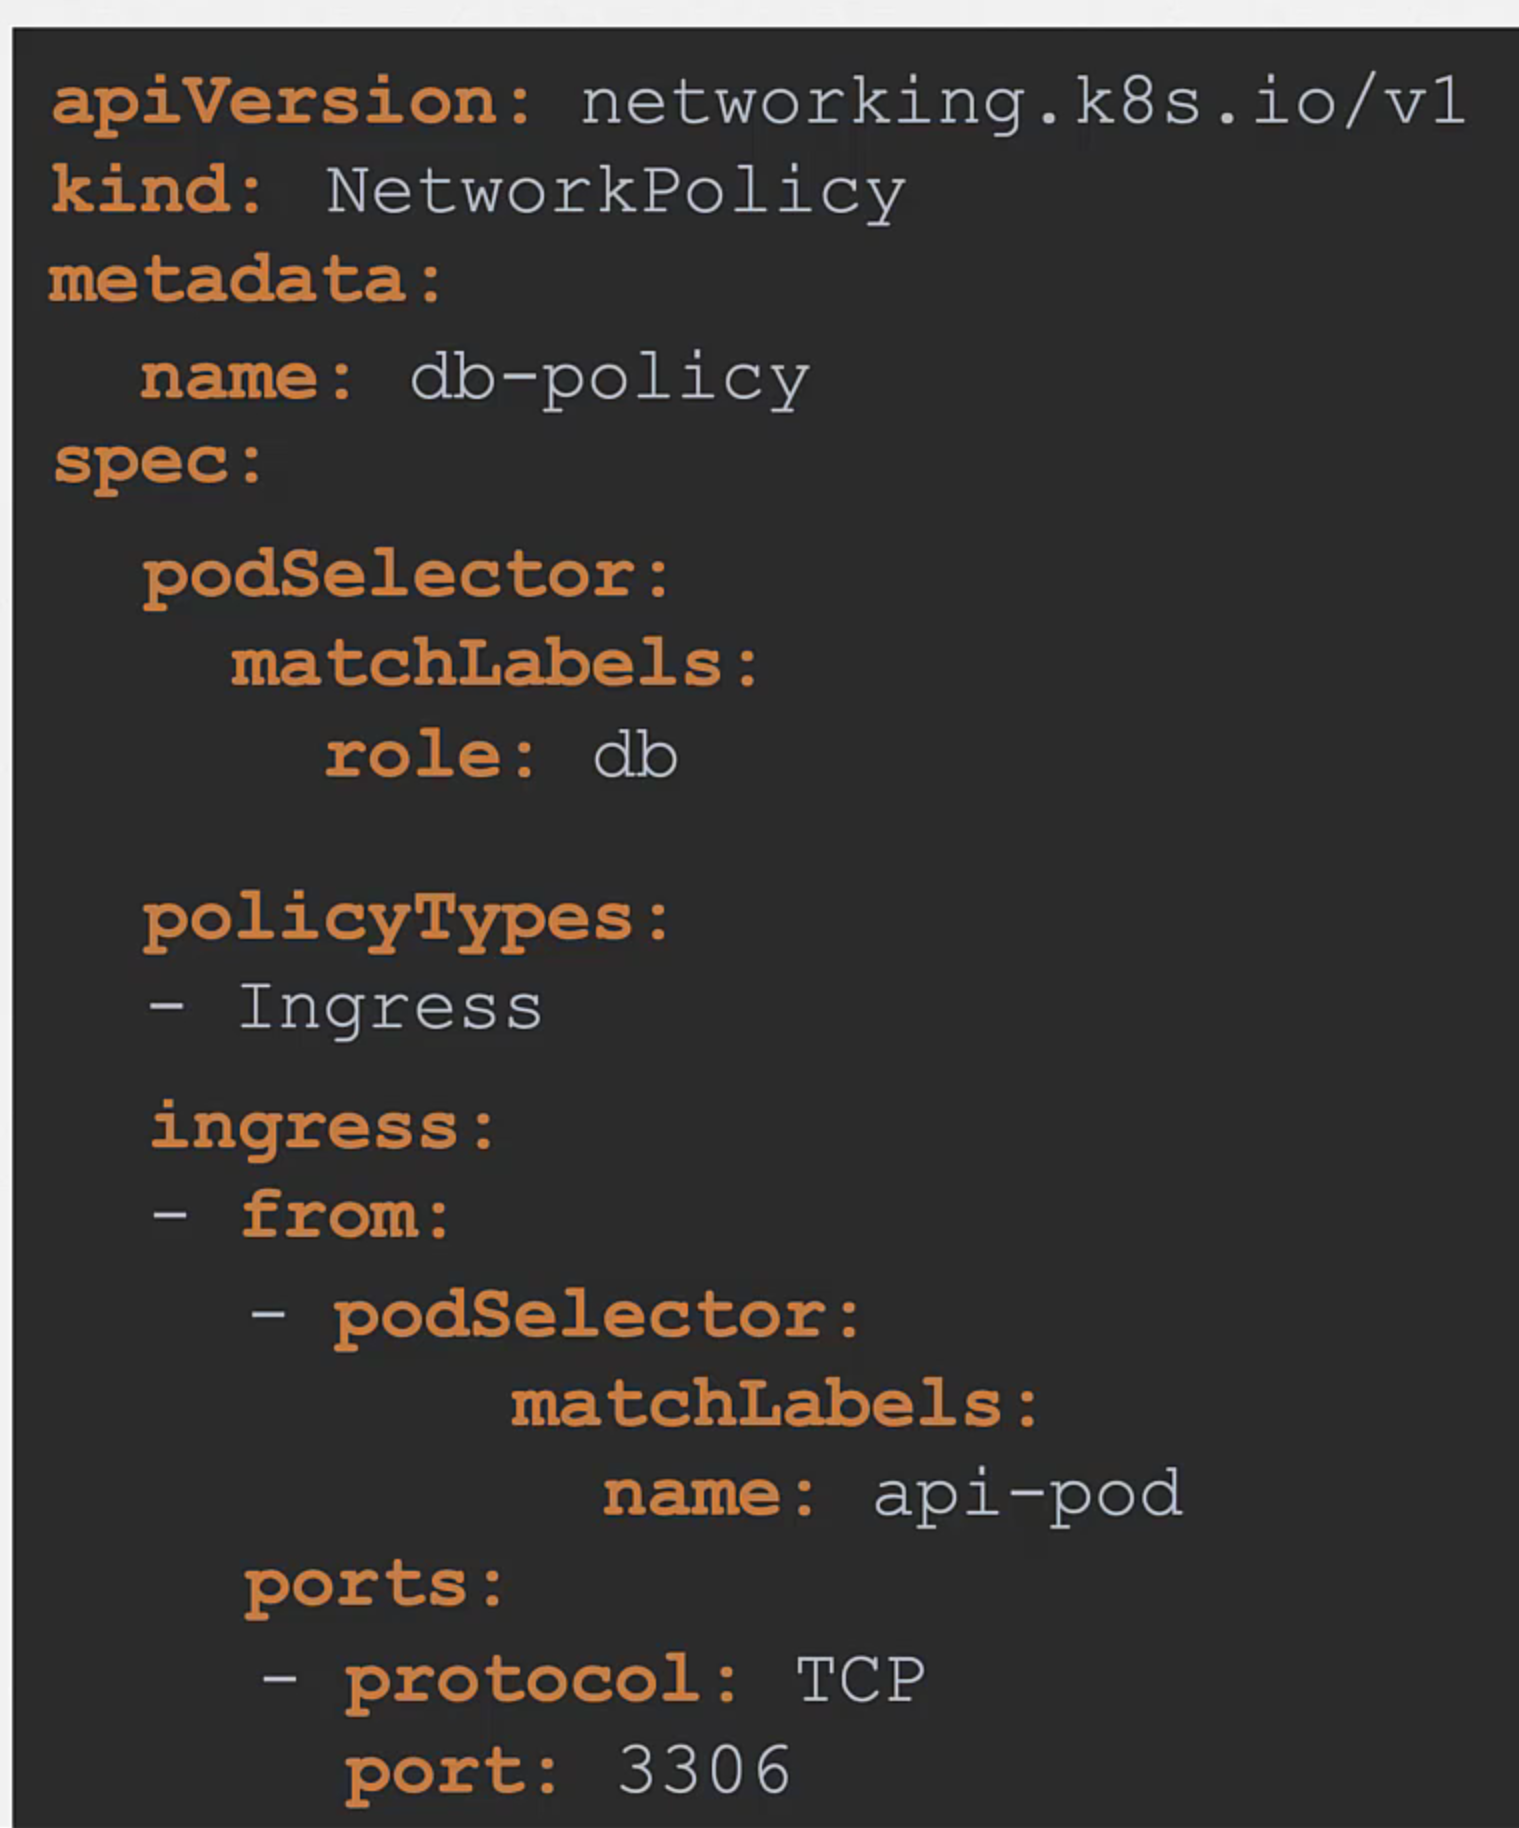 apiVersion: networking.k8s.io/v1
kind: NetworkPolicy
metadata:
  name: db-policy
spec:
  podSelector:
    matchLabels:
      role: db
  policyTypes:
  - Ingress
  ingress:
  - from:
    - podSelector:
        matchLabels:
          name: api-pod
    ports:
    - protocol: TCP
      port: 3306